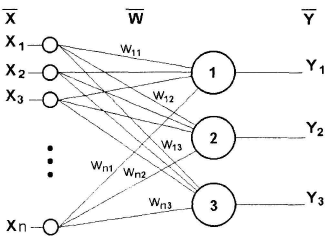 X̅ W̅ Y̅
X1 W11 1 Y1
X2 W12
X3
W13 2 Y2
Wn1
Wn2
Wn3 3 Y3
Xn